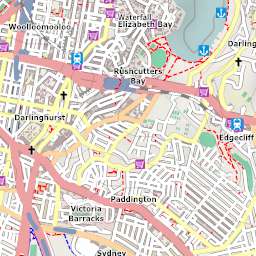 Waterfall
Elizabeth Bay
Woolloomooloo
Darling
Rushcutters
Bay
Darlinghurst
Edgecliff
Paddington
Victoria
Barracks
Sydney